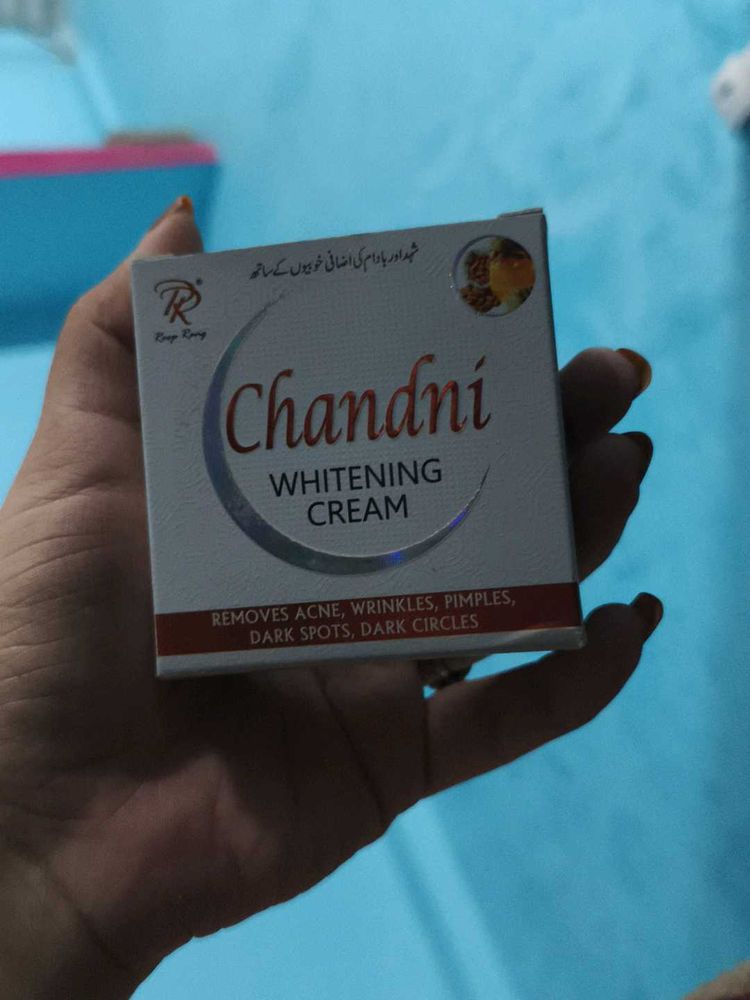 شہد اور بادام کی اضافی خوبیوں کے ساتھ
RR
Roop Rang
Chandni
WHITENING
CREAM
REMOVES ACNE, WRINKLES, PIMPLES,
DARK SPOTS, DARK CIRCLES